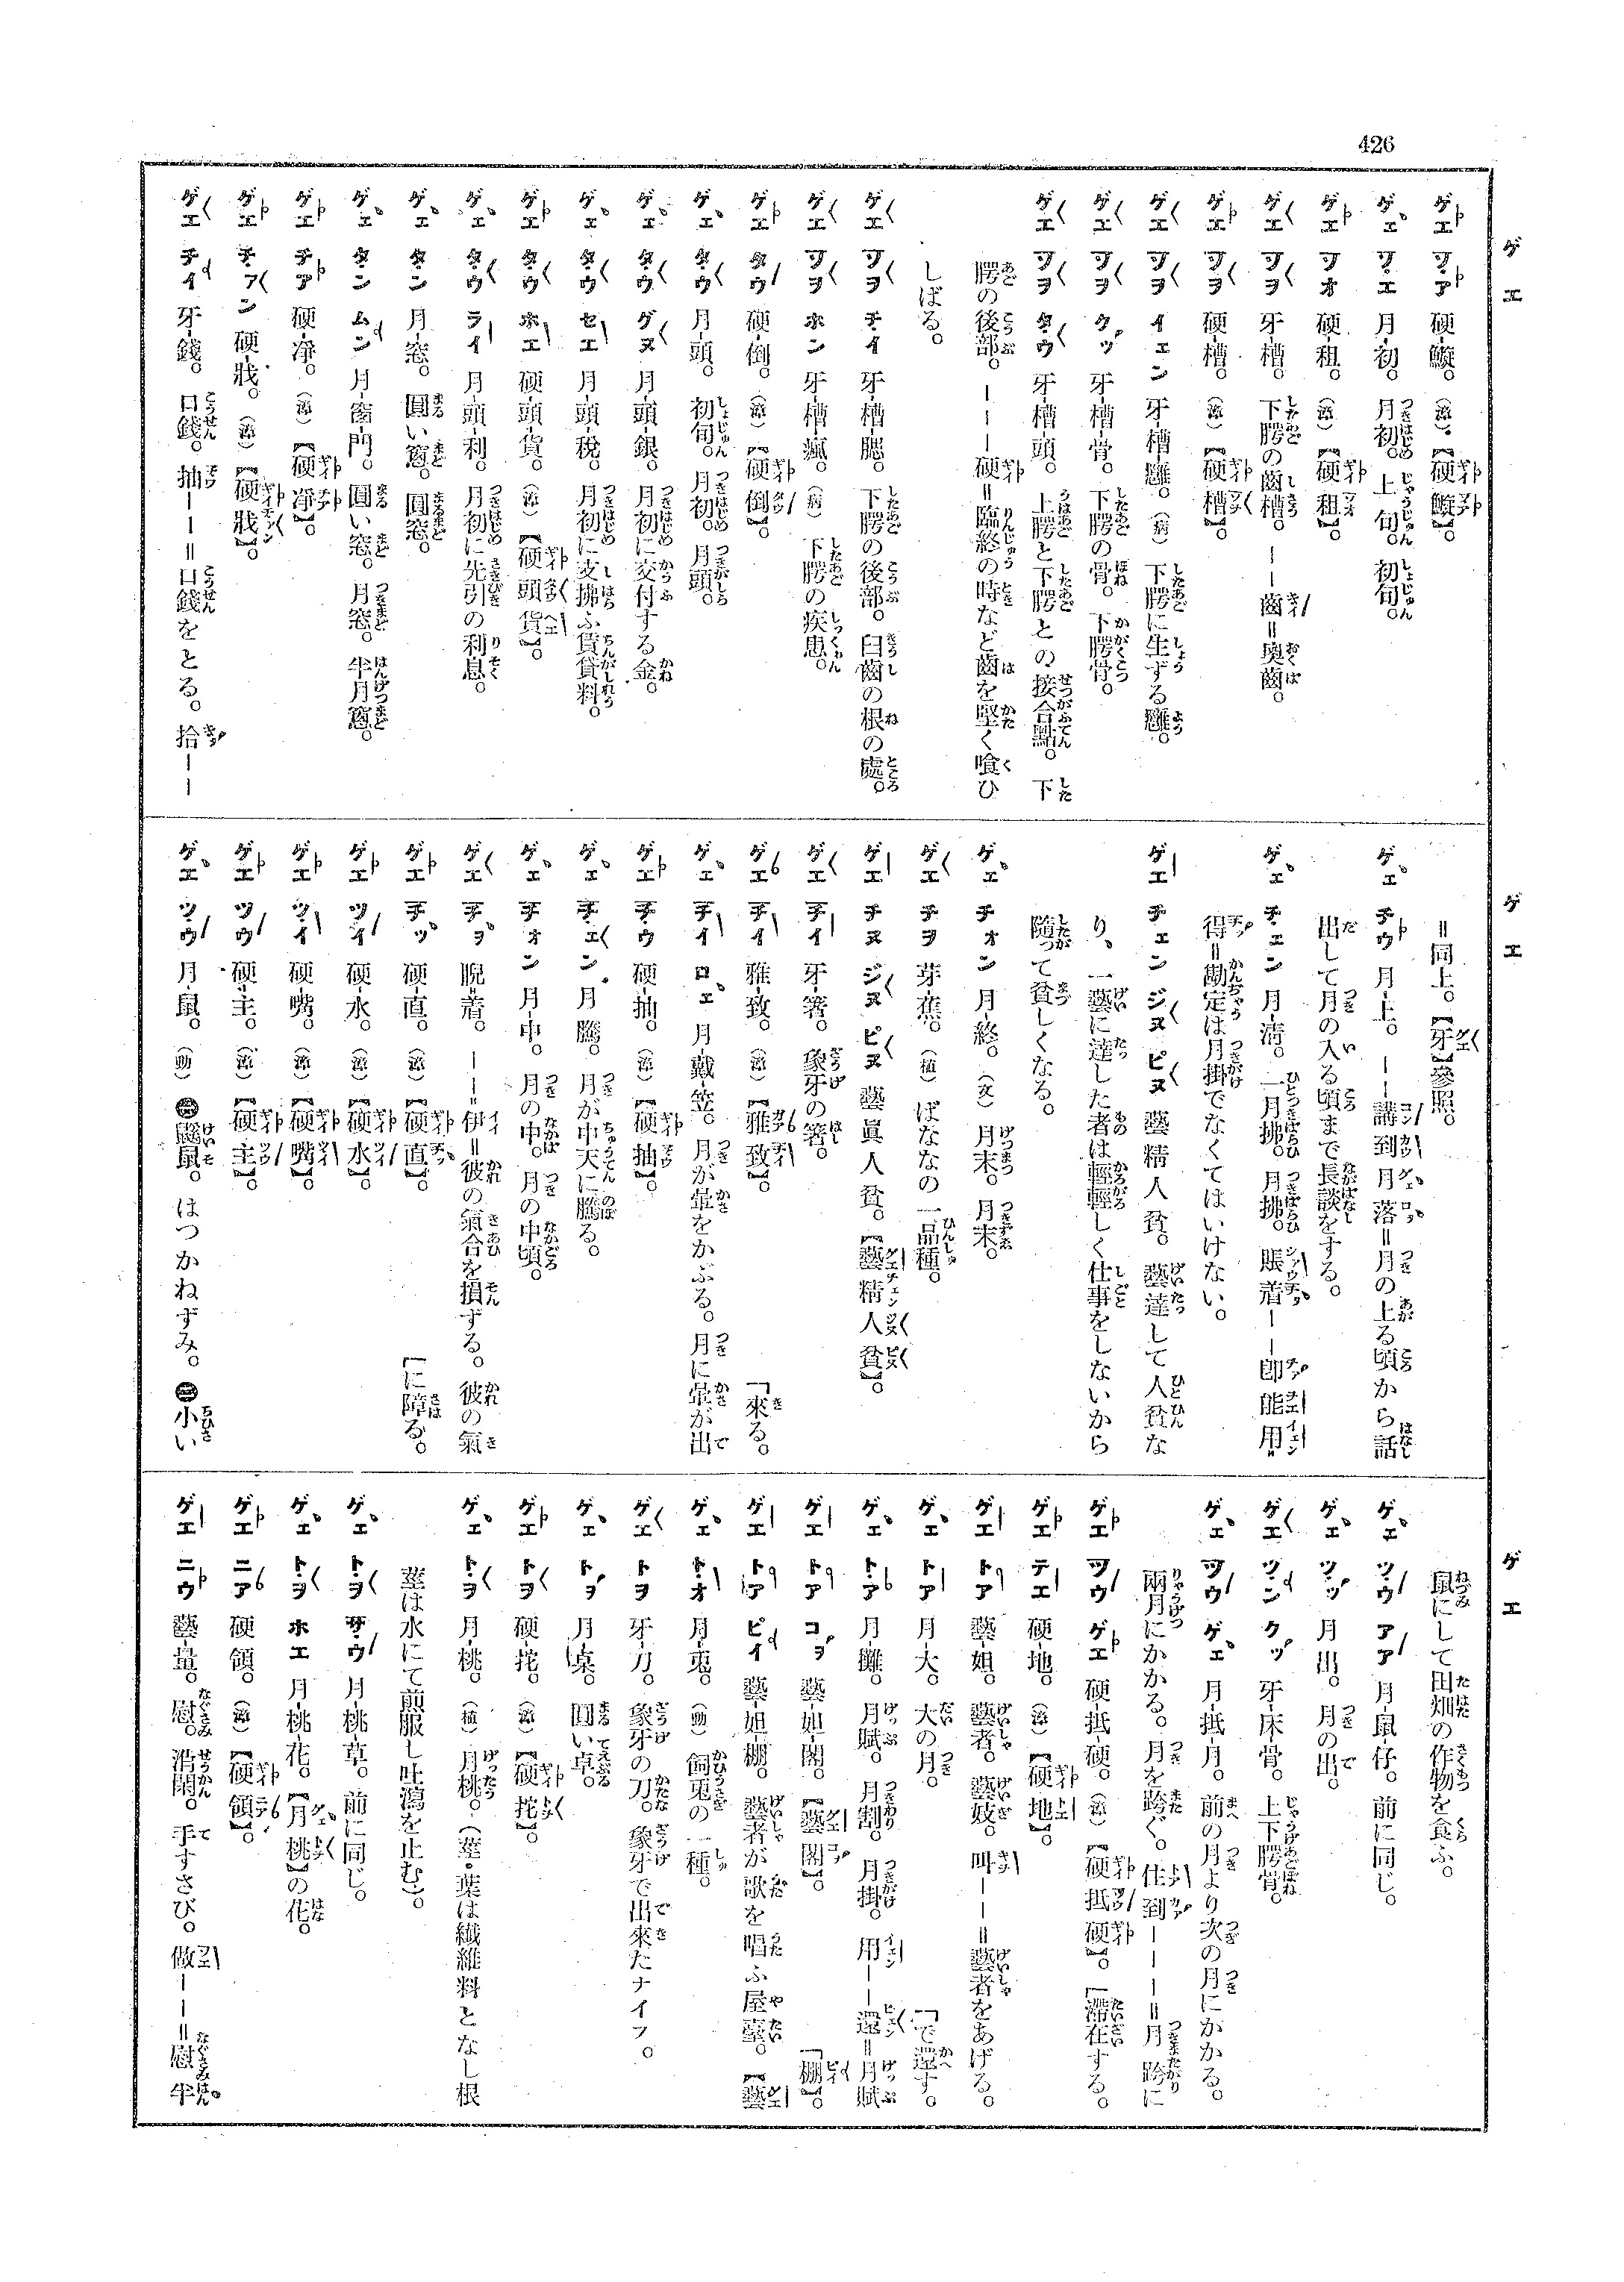 426
ゲエ
ゲエ ツア 硬-䱜。(漳)【硬䱜】。
ゲエ ツエ 月-初。月初。上旬。初旬。
ゲエ ツオ 硬-租。(漳)【硬租】。
ゲエ ツヲ 牙-槽。下腭の齒槽。——齒=奧齒。
ゲエ ツヲ 硬-槽。(漳)【硬槽】。
ゲエ ツヲ イェン 牙-槽癰。(病)下腭に生ずる癰。
ゲエ ツヲ クッ 牙-槽-骨。下腭の骨。下腭骨。
ゲエ ツヲ タウ 牙槽頭。上腭と下腭との接合點。下
腭の後部。———硬=臨終の時など齒を堅く喰ひ
しばる。
ゲエ ツヲ チイ 牙-槽-腮。下腭の後部。臼齒の根の處。
ゲエ ツヲ ホン 牙-槽-瘋。(病)下腭の疾患。
ゲエ タウ 硬-倒。(漳)【硬倒】。
ゲエ タウ 月-頭。初旬。月初。月頭。
ゲエ タウ グヌ 月-頭-銀。月初に交付する金。
ゲエ タウ セエ 月-頭-稅。月初に支拂ふ賃貸料。
ゲエ タウ ホエ 硬-頭-貨。(漳)【硬頭貨】。
ゲエ タウ ライ 月-頭-利。月初に先引の利息。
ゲエ タン 月-窓。圓い窓。圓窓。
ゲエ タン ムン 月-窗-門。圓い窓。月窓。半月窓。
ゲエ チア 硬-淨。(漳)【硬淨】。
ゲエ チアン 硬-戕。(漳)【硬戕】。
ゲエ チイ 牙-錢。口錢。抽——=口錢をとる。拾——
ゲエ
=同上。【牙】參照。
ゲエ チウ 月-上。——講到月落=月の上る頃から話
出して月の入る頃まで長談をする。
ゲエ チェン 月-淸。一月拂。月拂。賬着——卽能用
得=勘定は月掛でなくてはいけない。
ゲエ チェン ジヌ ピヌ 藝精人貧。藝達して人貧な
り、一藝に達した者は輕輕しく仕事をしないから
隨って貧しくなる。
ゲエ チォン 月-終。(文)月末。月末。
ゲエ チヲ 芽-蕉。(植)ばななの一品種。
ゲエ チヌ ジヌ ピヌ 藝眞人貧。【藝精人貧】。
ゲエ チイ 牙-箸。象牙の箸。
ゲエ チイ 雅-致。(漳)【雅致】。
ゲエ チイ ロエ 月-戴-笠。月が暈をかぶる。月に暈が出
「來る。
ゲエ チウ 硬-抽。(漳)【硬抽】。
ゲエ チェン 月騰。月が中天に騰る。
ゲエ チォン 月-中。月の中。月の中頃。
ゲエ チヲ 睨-着。——=伊=彼の氣合を損ずる。彼の氣
「に障る。
ゲエ チッ 硬-直。(漳)【硬直】。
ゲエ ツイ 硬-水。(漳)【硬水】。
ゲエ ツイ 硬-嘴。(漳)【硬嘴】。
ゲエ ツウ 硬-主。(漳)【硬主】。
ゲエ ツウ 月-鼠。(動)㊀鼷鼠。はつかねずみ。㊁小い
ゲエ
鼠にして田畑の作物を食ふ。
ゲエ ツウ アア 月-鼠-仔。前に同じ。
ゲエ ツッ 月-出。月の出。
ゲエ ツン クッ 牙-床-骨。上下腭骨。
ゲエ ツウ ゲエ 月-抵-月。前の月より次の月にかかる。
兩月にかかる。月を跨ぐ。住到———=月跨に
「滯在する。
ゲエ ツウ ゲエ 硬-抵-硬。(漳)【硬抵硬】。
ゲエ テエ 硬-地。(漳)【硬地】。
ゲエ トア 藝-妲。藝者。藝妓。叫——=藝者をあげる。
ゲエ トア 月-大。大の月。
ゲエ トア 月-攤。月賦。月割。月掛。用——還=月賦
「で還す。
ゲエ トア コヲ 藝-妲-閣。【藝閣】。
ゲエ トア ピイ 藝-妲-棚。藝者が歌を唱ふ屋臺。【藝
「棚】。
ゲエ トオ 月-兎。(動)飼兎の一種。
ゲエ トヲ 牙-刀。象牙の刀。象牙で出來たナイフ。
ゲエ トヲ 月-桌。圓い卓。
ゲエ トヲ 硬-挓。(漳)【硬挓】。
ゲエ トヲ 月-桃。(植)月桃。(莖・葉は纖維料となし根
莖は水にて煎服し吐瀉を止む)。
ゲエ トヲ サウ 月-桃-草。前に同じ。
ゲエ トヲ ホエ 月-桃-花。【月桃】の花。
ゲエ ニア 硬-領。(漳)【硬領】。
ゲエ ニウ 藝-量。慰。消閑。手すさび。做——=慰半。